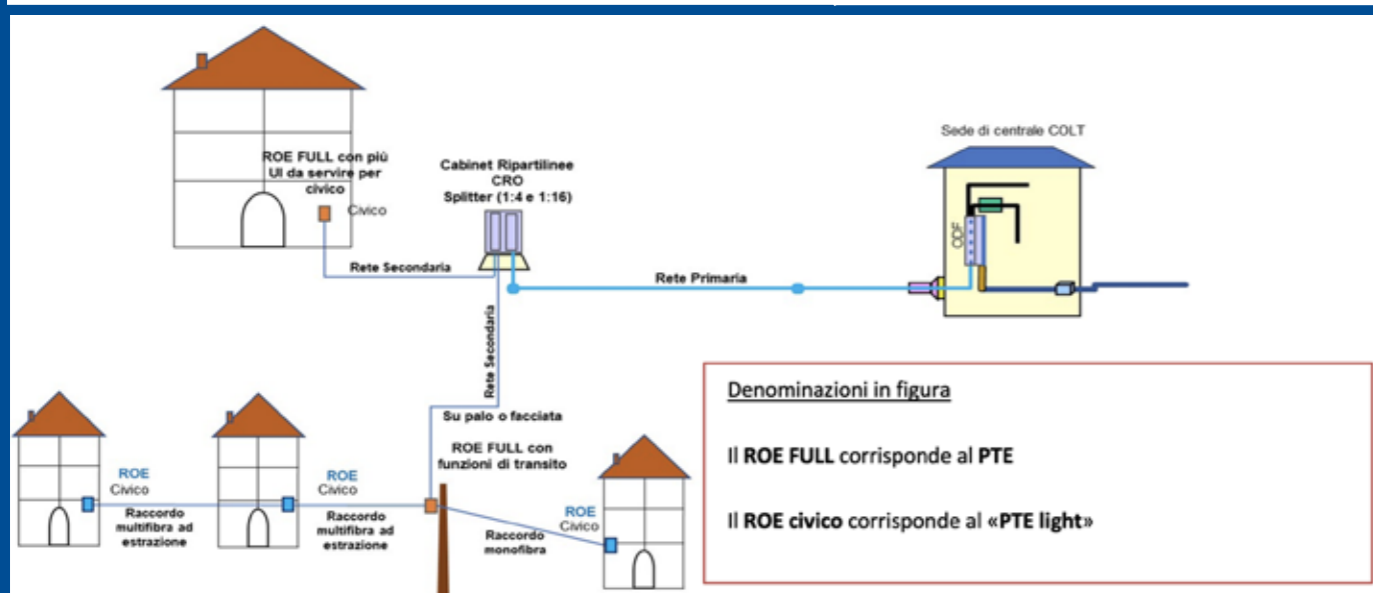 Sede di centrale COLT
ODF
ROE FULL con più
UI da servire per
civico
Civico
Cabinet Ripartilinee
CRO
Splitter (1:4 e 1:16)
Rete Secondaria
Rete Primaria
Rete Secondaria
Su palo o facciata
ROE FULL con
funzioni di transito
ROE
Civico
Raccordo
multifibra ad
estrazione
ROE
Civico
Raccordo
multifibra ad
estrazione
Raccordo
monofibra
ROE
Civico
Denominazioni in figura
Il ROE FULL corrisponde al PTE
Il ROE civico corrisponde al «PTE light»